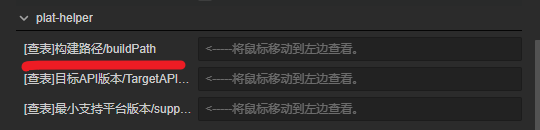 plat-helper
[查表]构建路径/buildPath <-----将鼠标移动到左边查看。
[查表]目标API版本/TargetAPI... <-----将鼠标移动到左边查看。
[查表]最小支持平台版本/supp... <-----将鼠标移动到左边查看。